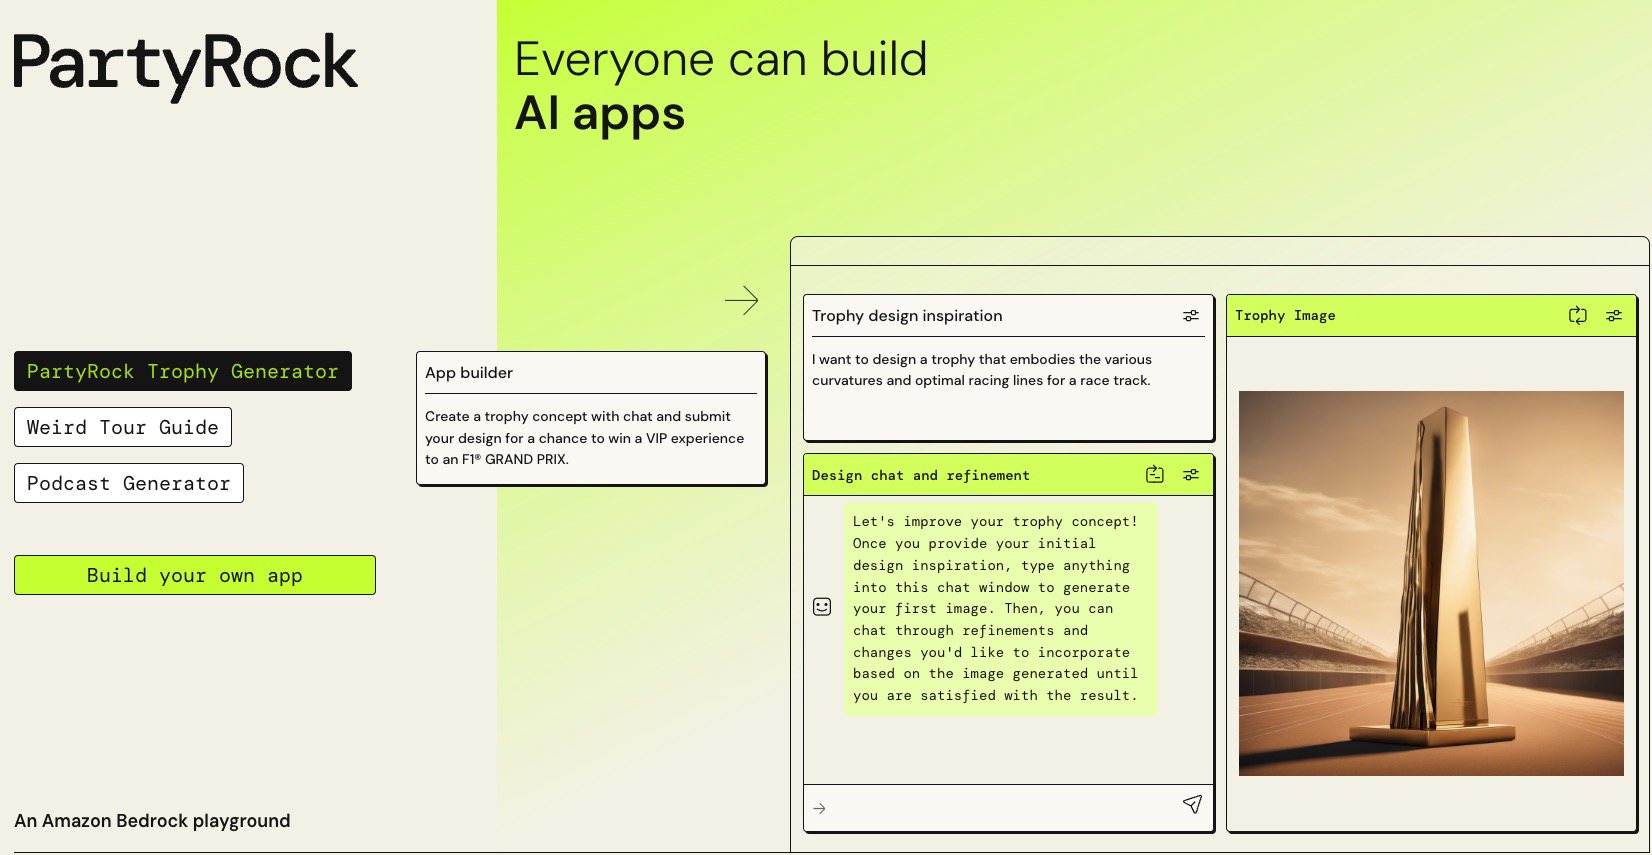 PartyRock
Everyone can build
AI apps
PartyRock Trophy Generator
Weird Tour Guide
Podcast Generator
Build your own app
An Amazon Bedrock playground
App builder
Create a trophy concept with chat and submit
your design for a chance to win a VIP experience
to an F1® GRAND PRIX.
Trophy design inspiration
I want to design a trophy that embodies the various
curvatures and optimal racing lines for a race track.
Design chat and refinement
Let's improve your trophy concept!
Once you provide your initial
design inspiration, type anything
into this chat window to generate
your first image. Then, you can
chat through refinements and
changes you'd like to incorporate
based on the image generated until
you are satisfied with the result.
Trophy Image